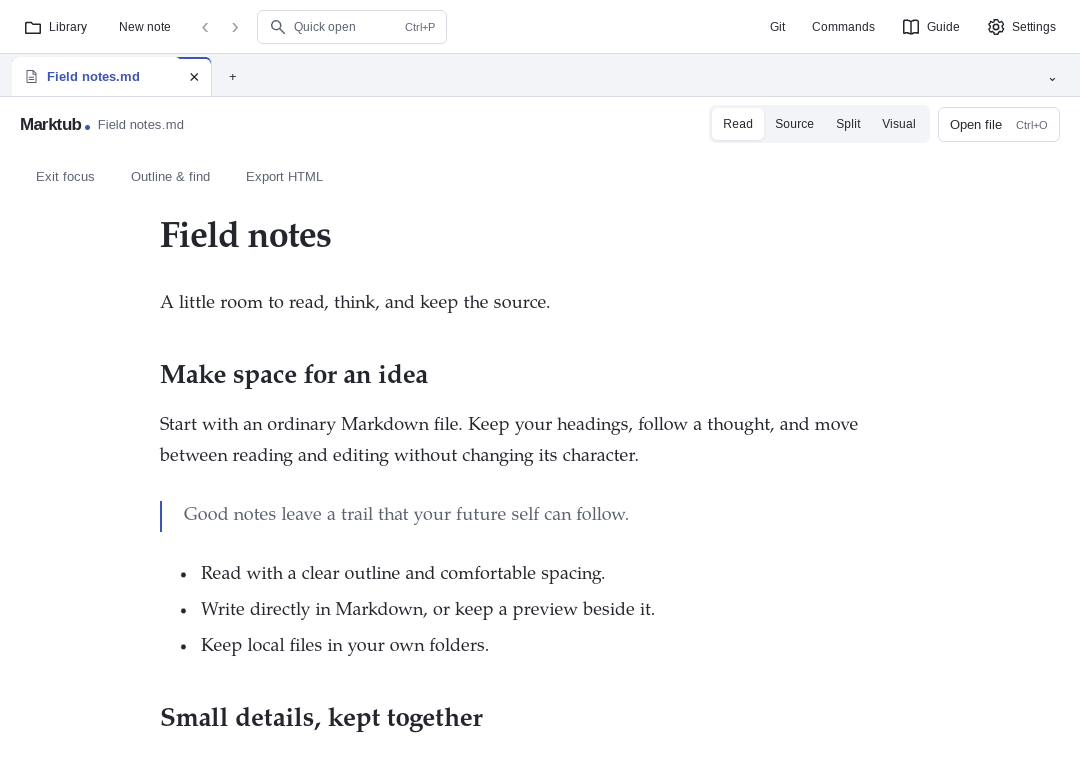 Library New note Quick open Ctrl+P Git Commands Guide Settings
Field notes.md
Marktub Field notes.md Read Source Split Visual Open file Ctrl+O
Exit focus Outline & find Export HTML
Field notes
A little room to read, think, and keep the source.
Make space for an idea
Start with an ordinary Markdown file. Keep your headings, follow a thought, and move
between reading and editing without changing its character.
Good notes leave a trail that your future self can follow.
• Read with a clear outline and comfortable spacing.
• Write directly in Markdown, or keep a preview beside it.
• Keep local files in your own folders.
Small details, kept together